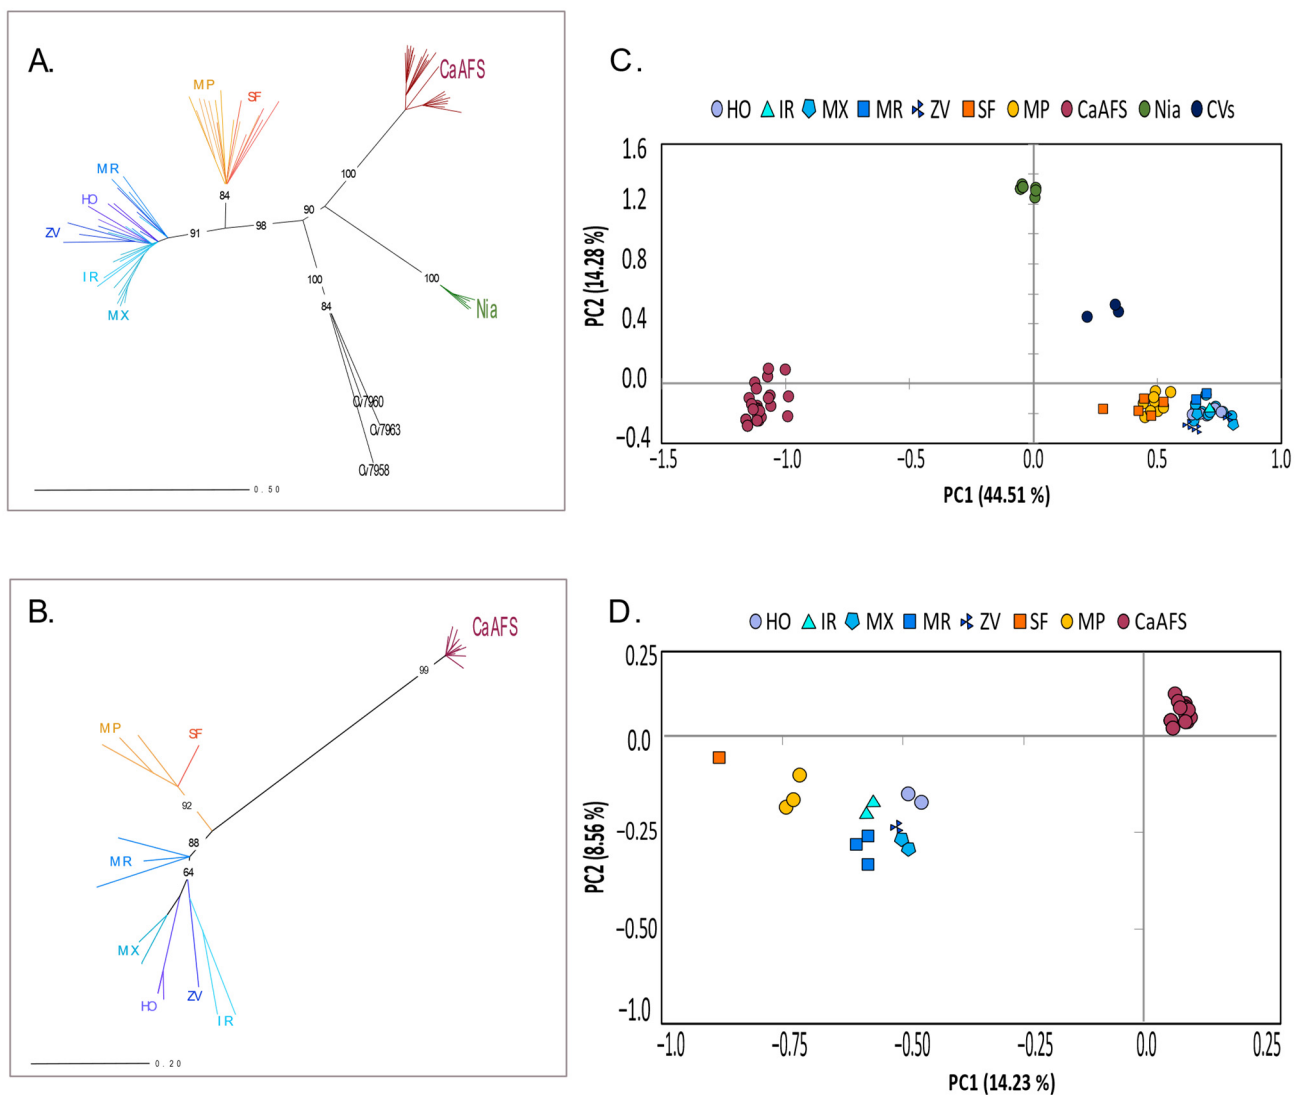 A.
MP
SF
CaAFS
MR
HO
ZV
IR
MX
84
91
98
90
100
100
100
84
Nia
Cv7960
Cv7963
Cv7958
0.50
C.
HO IR MX MR ZV SF MP CaAFS Nia CVs
1.6
1.2
0.8
0.4
0.0
−0.4
PC2 (14.28 %)
−1.5 −1.0 −0.5 0.0 0.5 1.0
PC1 (44.51 %)
B.
CaAFS
99
MP
SF
92
88
MR
64
MX
HO
ZV
IR
0.20
D.
HO IR MX MR ZV SF MP CaAFS
0.25
0.0
−0.25
−0.50
−1.0
PC2 (8.56 %)
−1.0 −0.75 −0.50 0.0 0.0 0.25
PC1 (14.23 %)